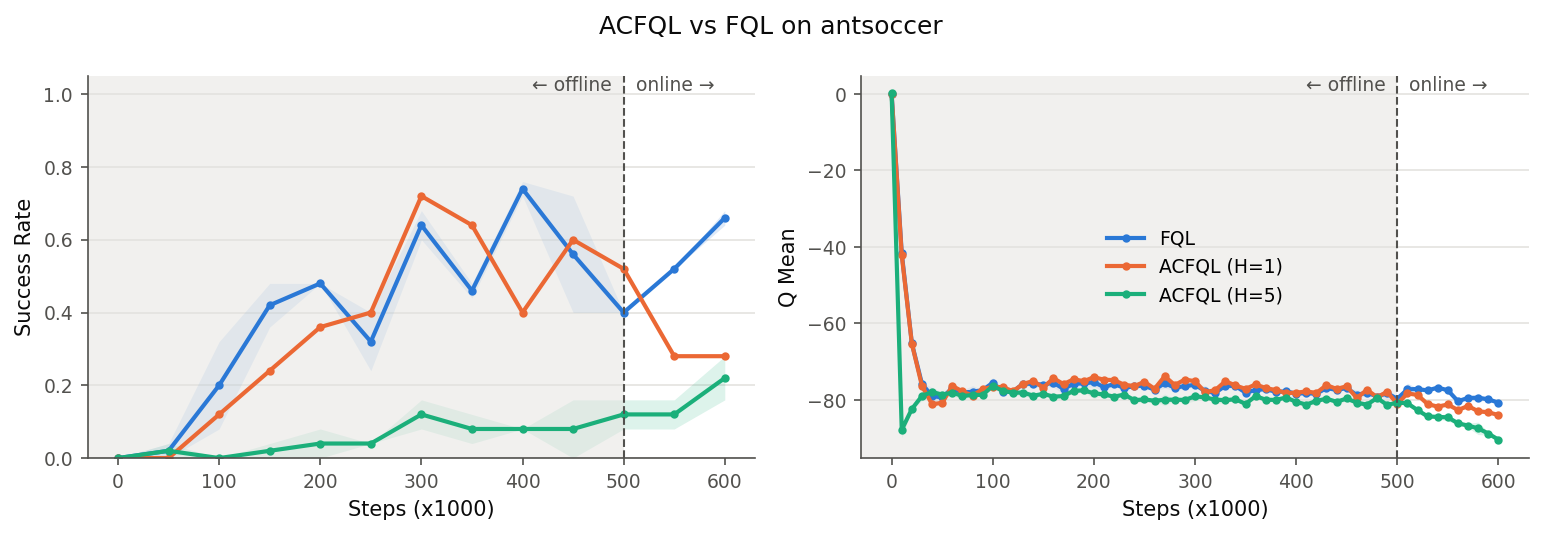 ACFQL vs FQL on antsoccer
← offline
online →
1.0
0.8
0.6
0.4
0.2
0.0
Success Rate
0
100
200
300
400
500
600
Steps (x1000)
← offline
online →
0
−20
−40
−60
−80
Q Mean
FQL
ACFQL (H=1)
ACFQL (H=5)
0
100
200
300
400
500
600
Steps (x1000)